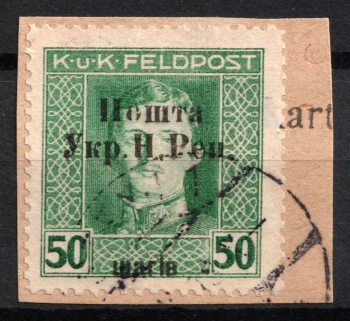 K.u.K.FELDPOST
Пошта
Укр.Н.Реп.
art
50 50
шагів